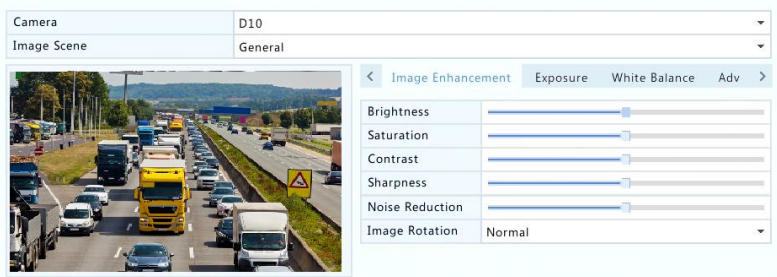 Camera D10
Image Scene General
< Image Enhancement Exposure White Balance Adv >
Brightness
Saturation
Contrast
Sharpness
Noise Reduction
Image Rotation Normal